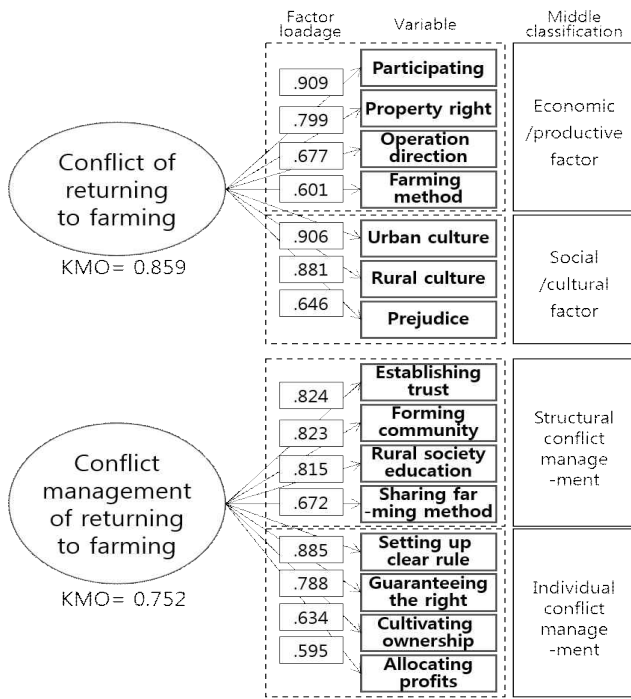 Factor
loadage
Variable
Middle
classification
Conflict of
returning
to farming
KMO= 0.859
.909
Participating
.799
Property right
.677
Operation
direction
.601
Farming
method
Economic
/productive
factor
.906
Urban culture
.881
Rural culture
.646
Prejudice
Social
/cultural
factor
Conflict
management
of returning
to farming
KMO= 0.752
.824
Establishing
trust
.823
Forming
community
.815
Rural society
education
.672
Sharing far
-ming method
Structural
conflict
manage
-ment
.885
Setting up
clear rule
.788
Guaranteeing
the right
.634
Cultivating
ownership
.595
Allocating
profits
Individual
conflict
manage
-ment